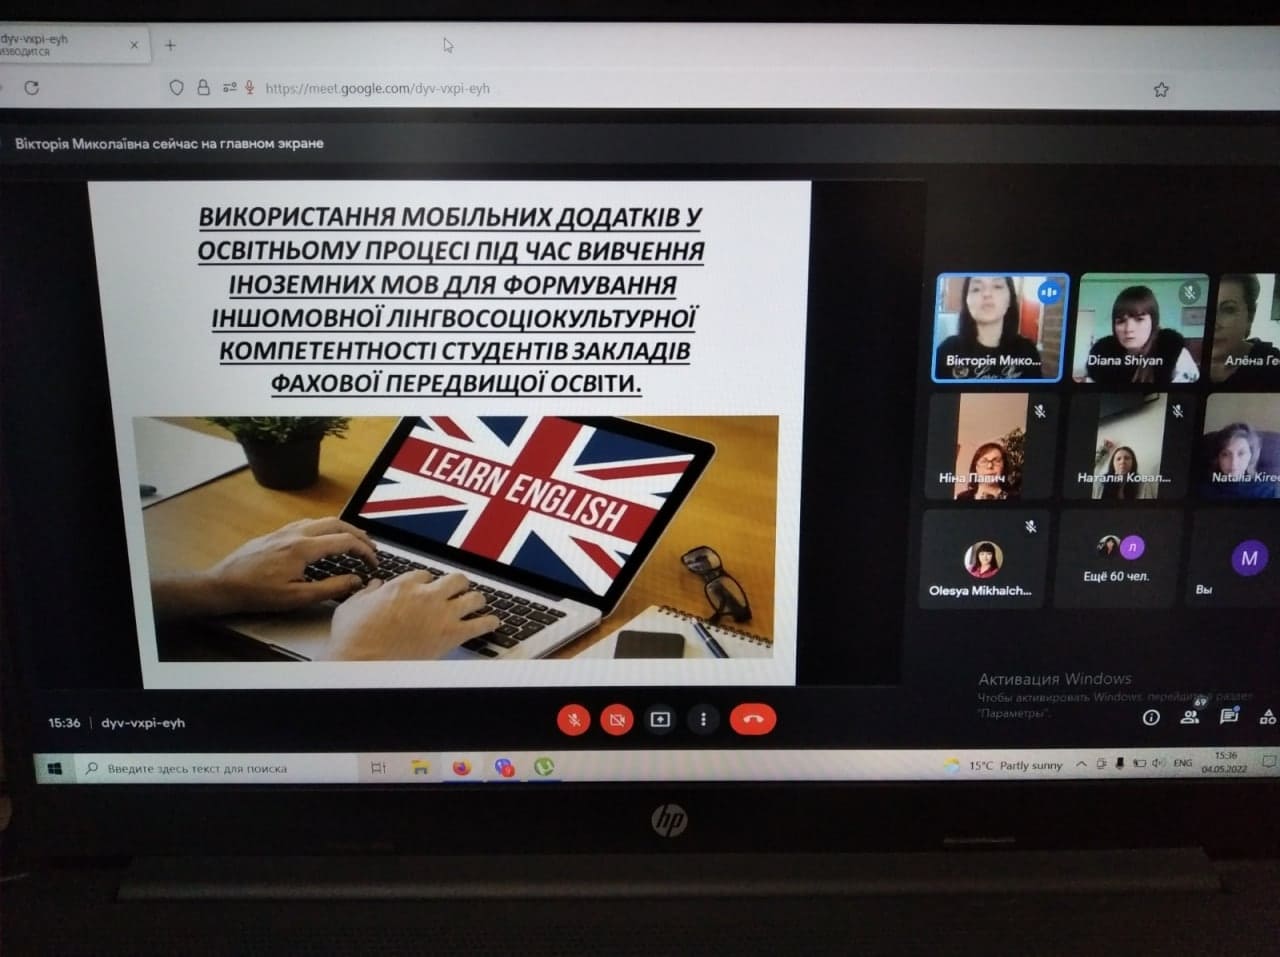 dyv-vxpi-eyh
https://meet.google.com/dyv-vxpi-eyh
Вікторія Миколаївна сейчас на главном экране
ВИКОРИСТАННЯ МОБІЛЬНИХ ДОДАТКІВ У
ОСВІТНЬОМУ ПРОЦЕСІ ПІД ЧАС ВИВЧЕННЯ
ІНОЗЕМНИХ МОВ ДЛЯ ФОРМУВАННЯ
ІНШОМОВНОЇ ЛІНГВОСОЦІОКУЛЬТУРНОЇ
КОМПЕТЕНТНОСТІ СТУДЕНТІВ ЗАКЛАДІВ
ФАХОВОЇ ПЕРЕДВИЩОЇ ОСВІТИ.
LEARN ENGLISH
Вікторія Мико...
Diana Shiyan
Алёна Ге
Ніна Павич
Наталія Ковал...
Natalia Kire
Olesya Mikhalch...
Л
Ещё 60 чел.
М
Вы
Активация Windows
Чтобы активировать Windows, перейдите в раздел
"Параметры".
69
15:36 | dyv-vxpi-eyh
Введите здесь текст для поиска
15°C Partly sunny
ENG
15:36
04.05.2022
hp